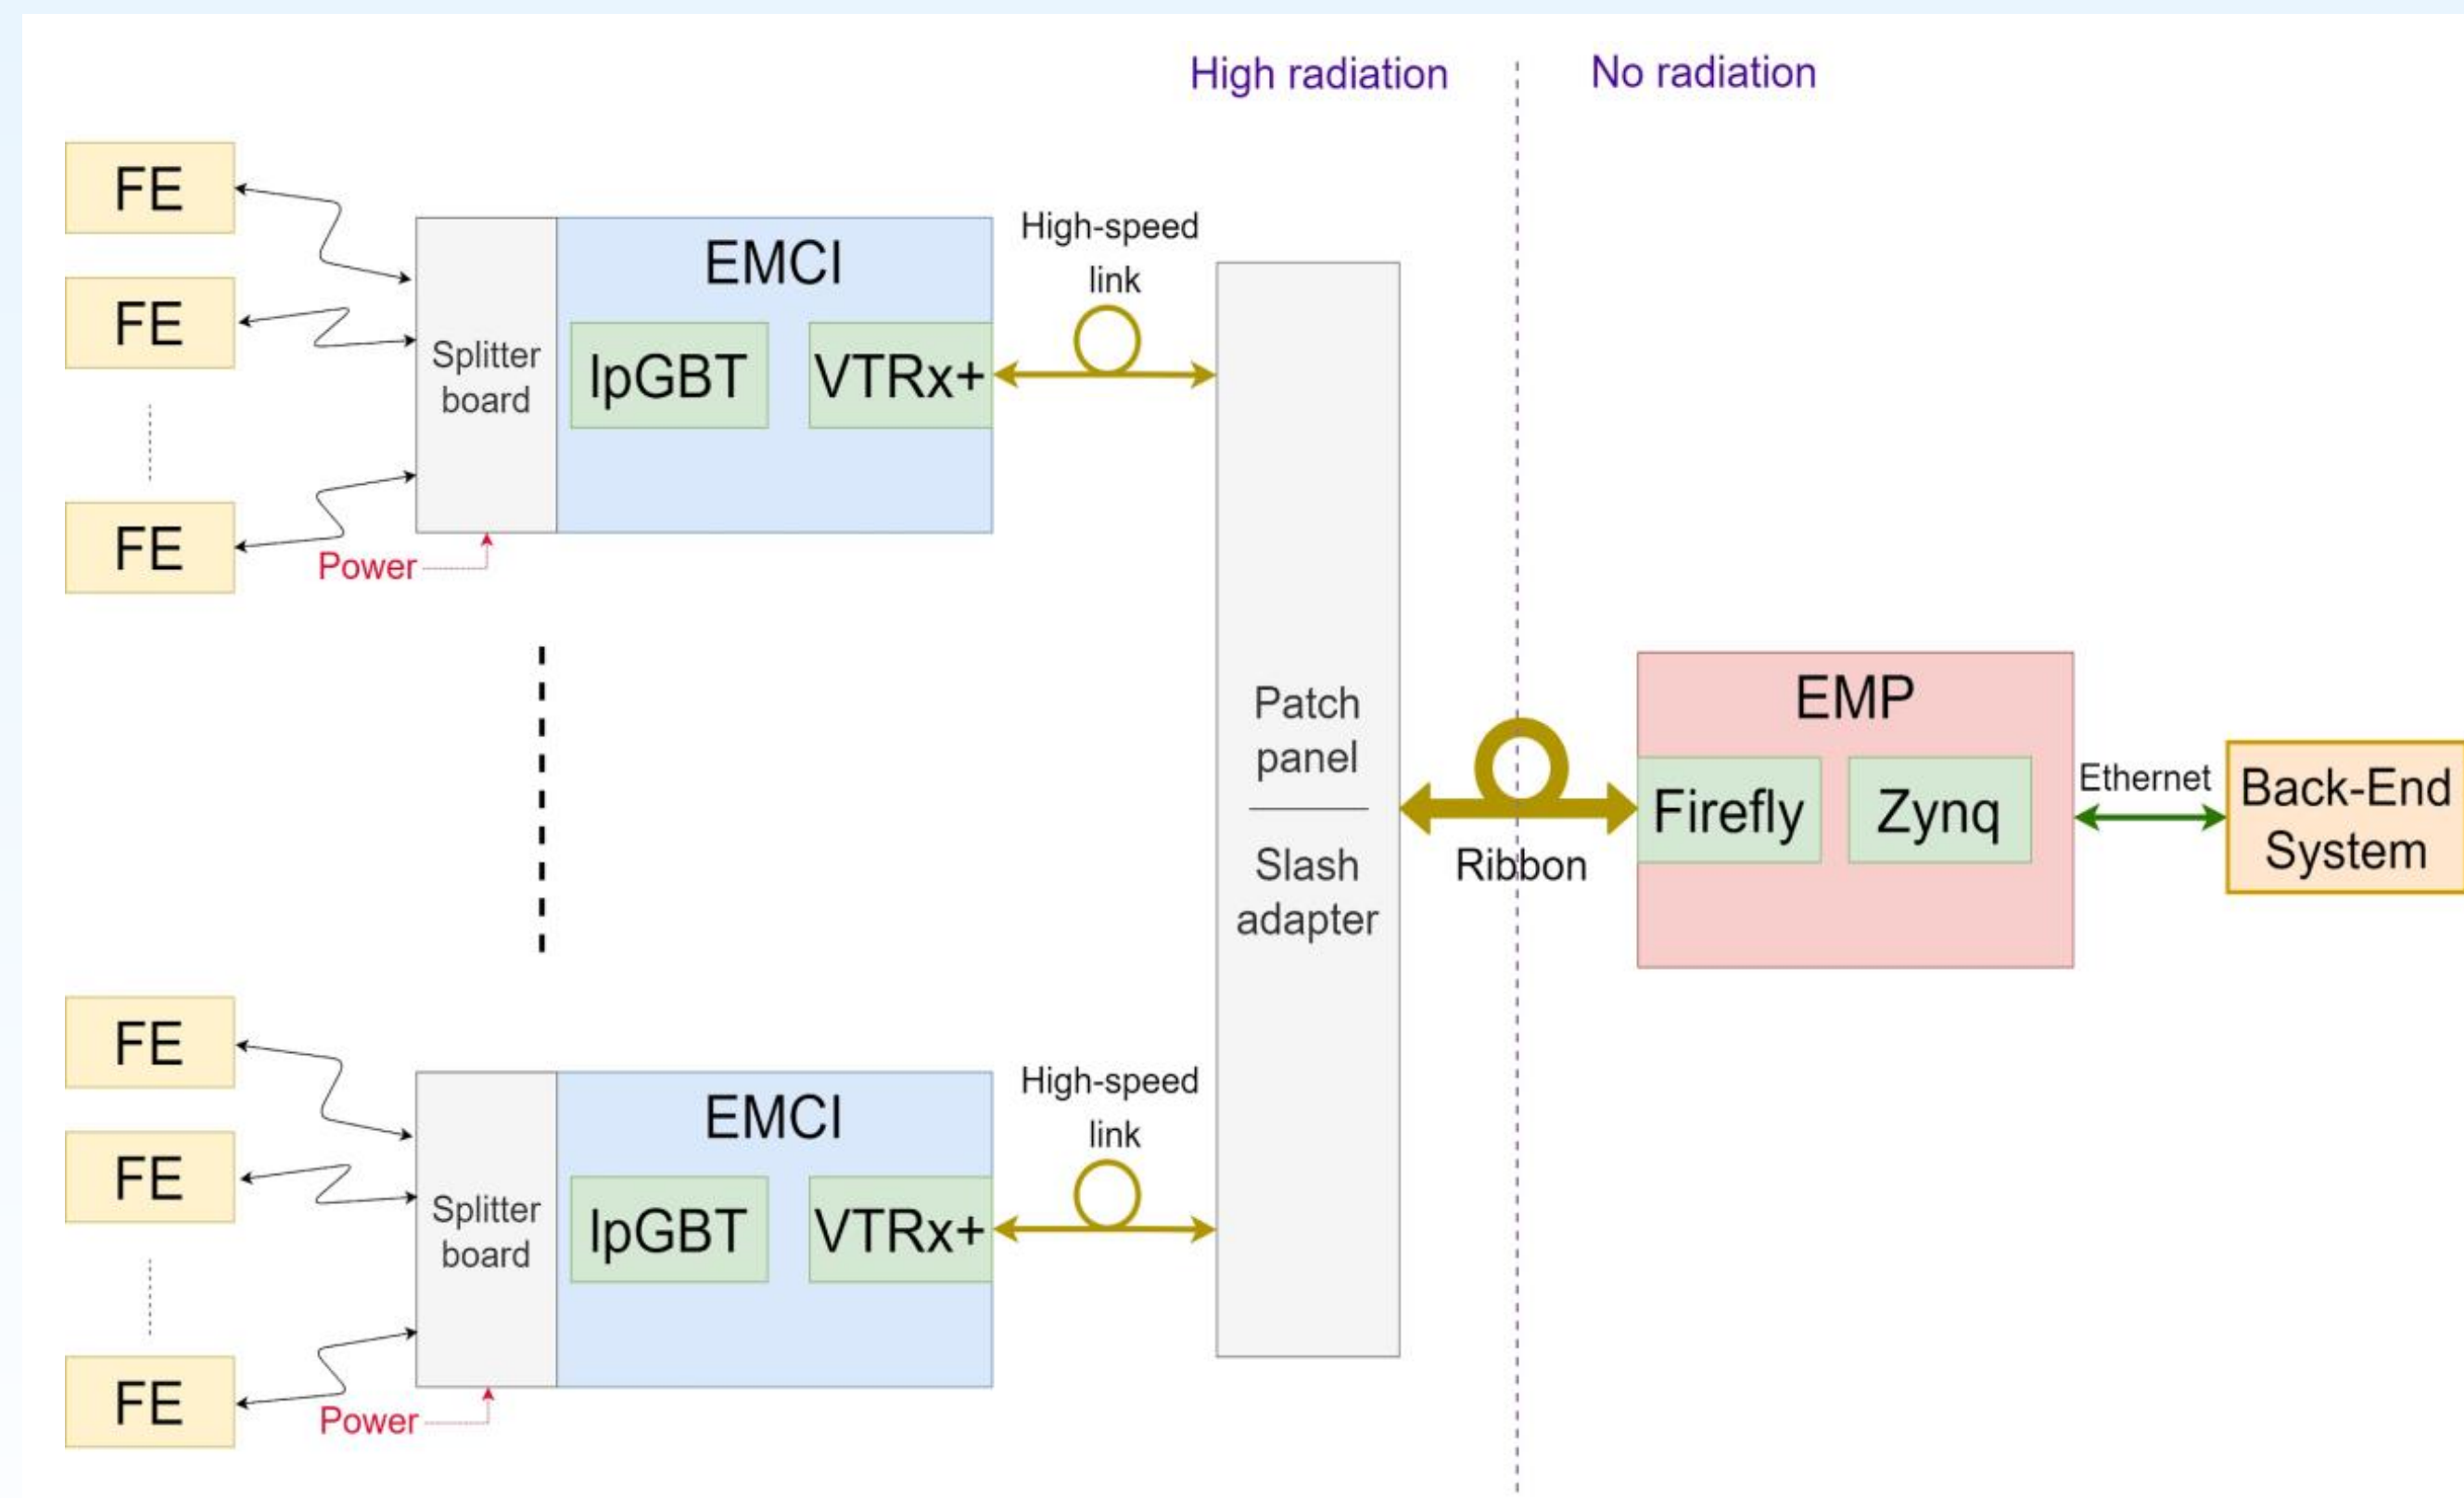 High radiation
No radiation
FE
FE
FE
Splitter
board
EMCI
lpGBT
VTRx+
Power
High-speed
link
Patch
panel
Slash
adapter
Ribbon
EMP
Firefly
Zynq
Ethernet
Back-End
System
FE
FE
FE
Splitter
board
EMCI
lpGBT
VTRx+
Power
High-speed
link